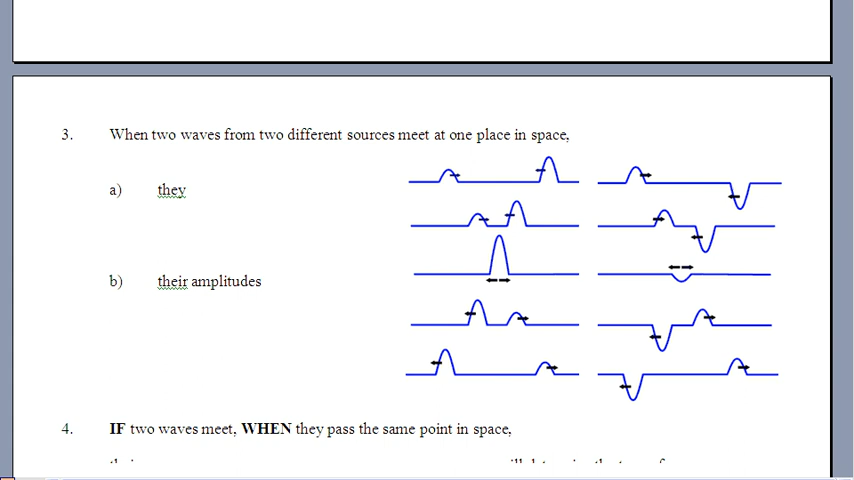 3. When two waves from two different sources meet at one place in space,
a) they
b) their amplitudes
4. IF two waves meet, WHEN they pass the same point in space,